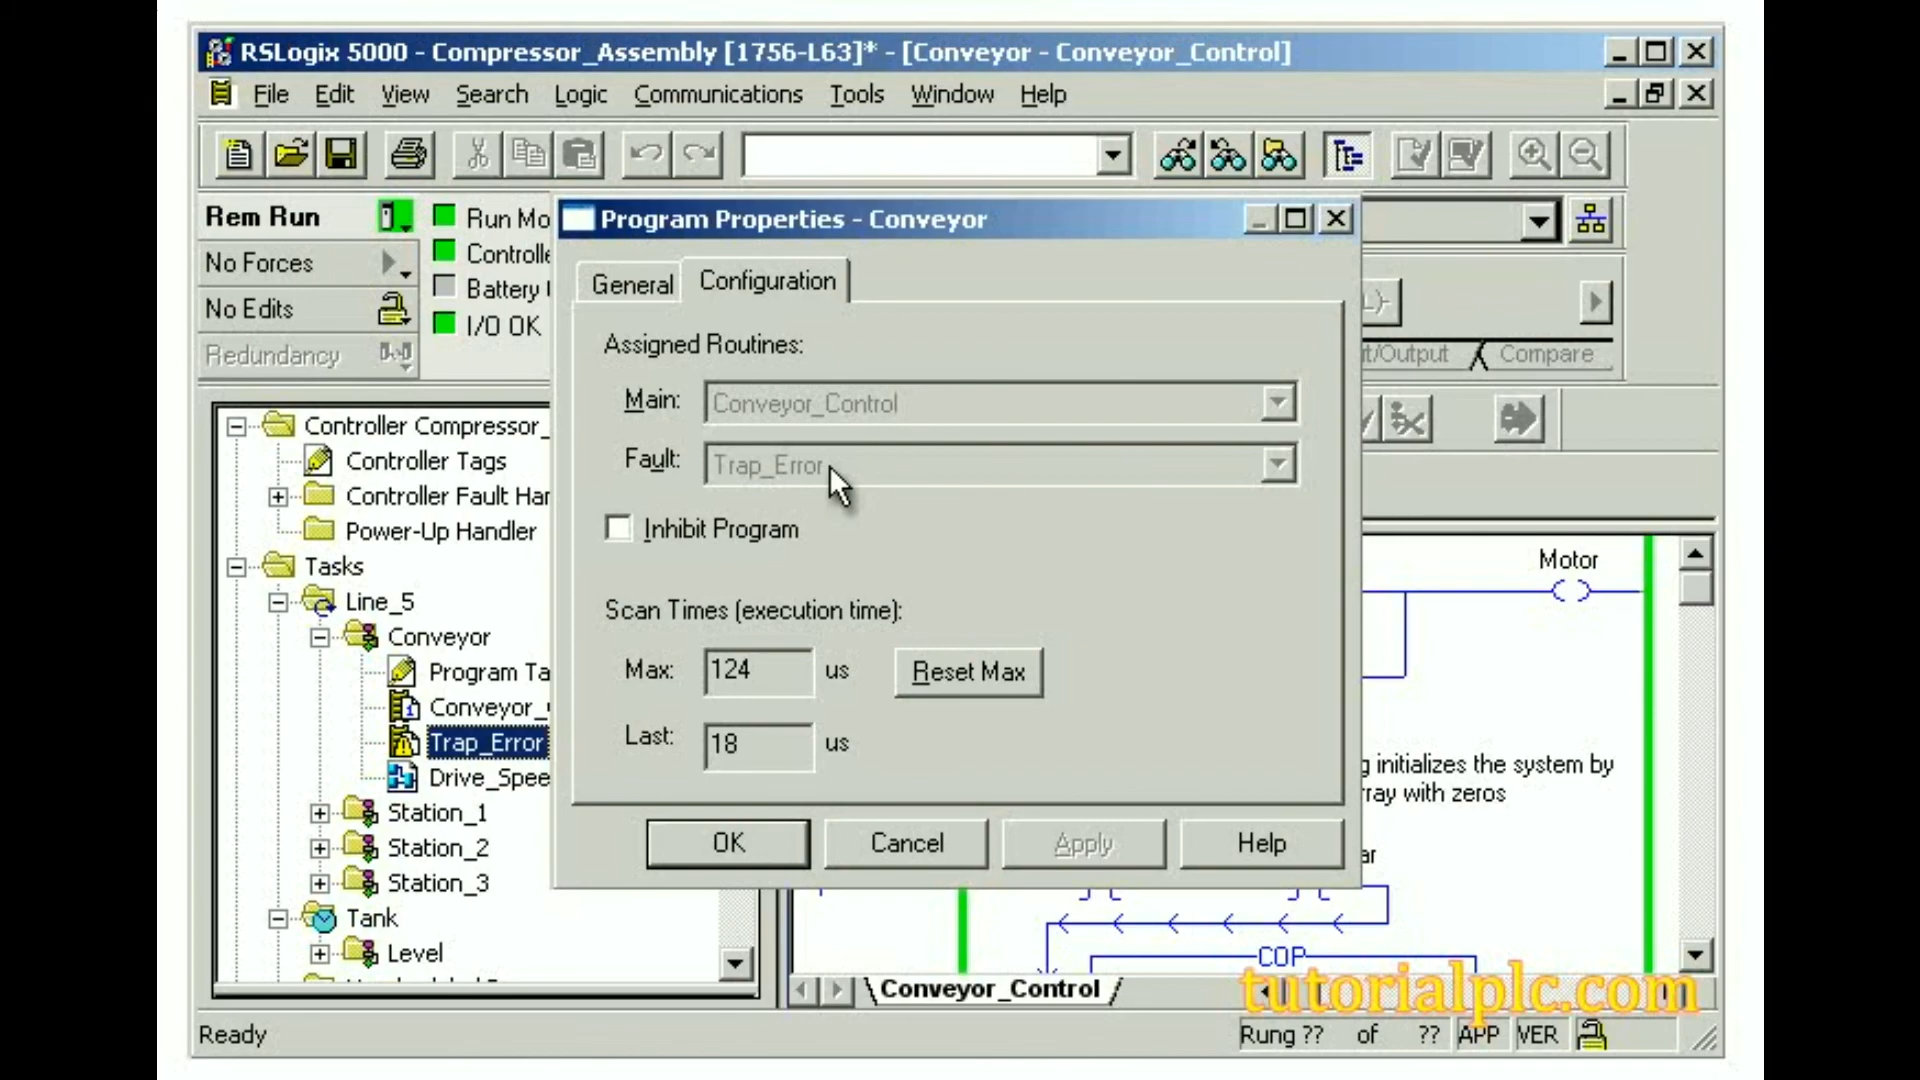 RSLogix 5000 - Compressor_Assembly [1756-L63]* - [Conveyor - Conveyor_Control]
File Edit View Search Logic Communications Tools Window Help
Rem Run
No Forces
No Edits
Redundancy
Run Mo
Controlle
Battery
I/O OK
Program Properties - Conveyor
General Configuration
Assigned Routines:
Main: Conveyor_Control
Fault: Trap_Error
Inhibit Program
Scan Times (execution time):
Max: 124 us Reset Max
Last: 18 us
OK Cancel Apply Help
t/Output Compare
Controller Compressor_
Controller Tags
Controller Fault Han
Power-Up Handler
Tasks
Line_5
Conveyor
Program Ta
Conveyor_
Trap_Error
Drive_Spee
Station_1
Station_2
Station_3
Tank
Level
Motor
g initializes the system by
rray with zeros
ar
COP
Conveyor_Control
tutorialplc.com
Ready
Rung ?? of ?? APP VER